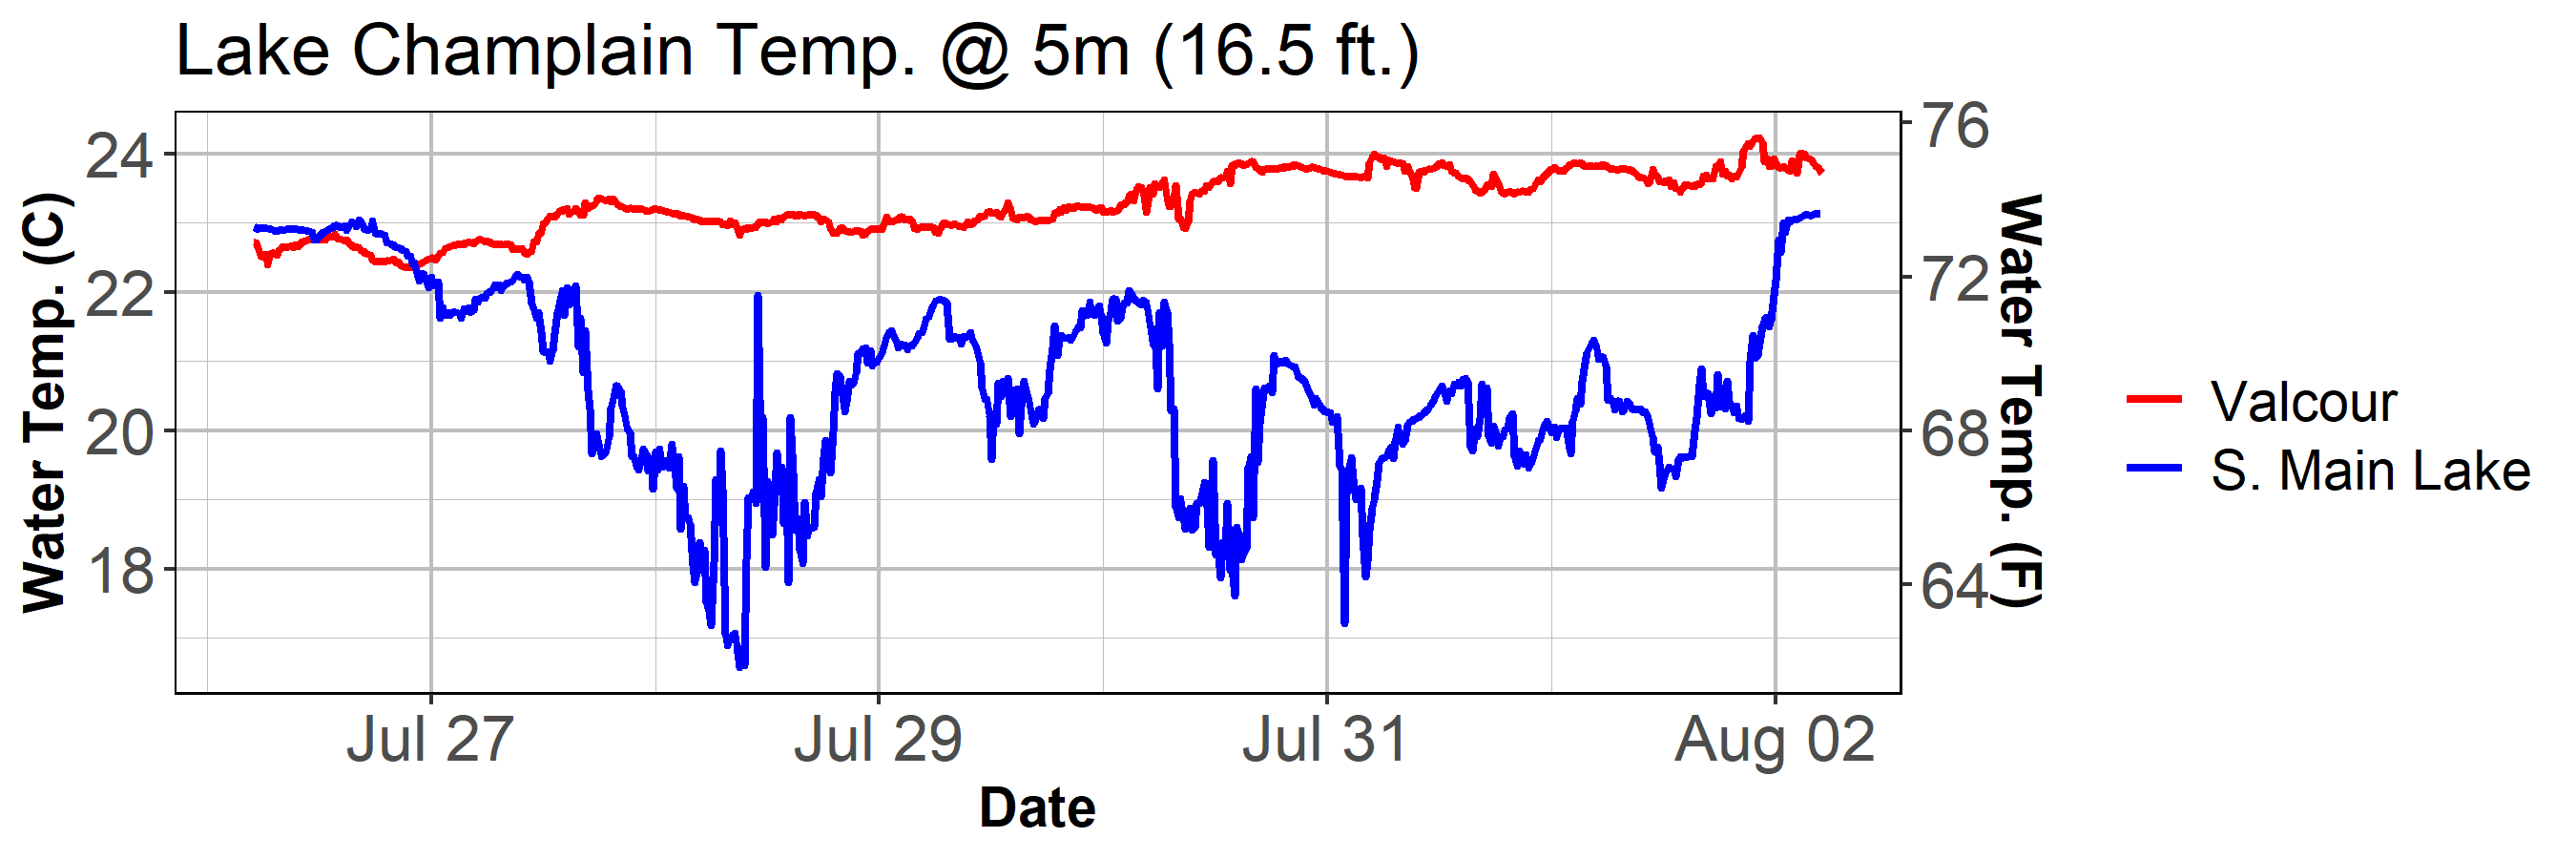 Lake Champlain Temp. @ 5m (16.5 ft.)
Water Temp. (C)
24
22
20
18
76
72
68
64
Water Temp. (F)
Jul 27
Jul 29
Jul 31
Aug 02
Date
Valcour
S. Main Lake